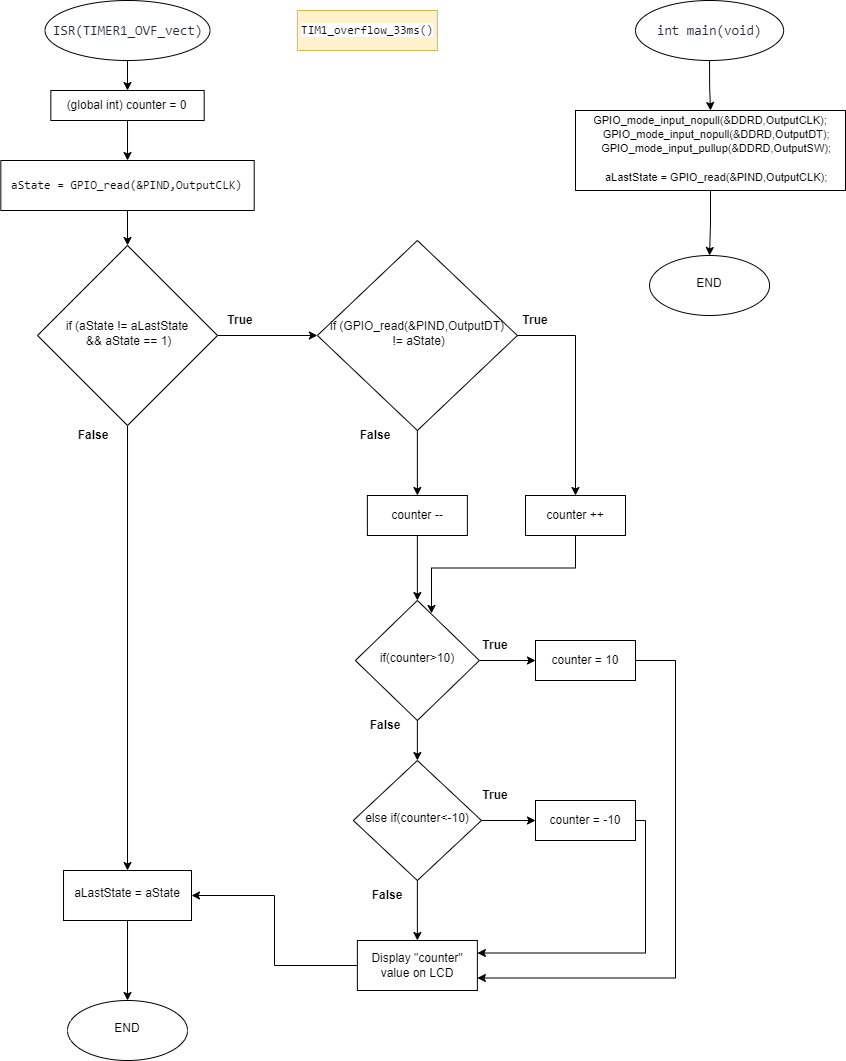 ISR(TIMER1_OVF_vect)
TIM1_overflow_33ms()
int main(void)
(global int) counter = 0
GPIO_mode_input_nopull(&DDRD,OutputCLK);
GPIO_mode_input_nopull(&DDRD,OutputDT);
GPIO_mode_input_pullup(&DDRD,OutputSW);
aLastState = GPIO_read(&PIND,OutputCLK);
aState = GPIO_read(&PIND,OutputCLK)
END
if (aState != aLastState
&& aState == 1)
True
if (GPIO_read(&PIND,OutputDT)
!= aState)
True
False
False
counter --
counter ++
if(counter>10)
True
counter = 10
False
else if(counter<-10)
True
counter = -10
False
aLastState = aState
Display "counter"
value on LCD
END